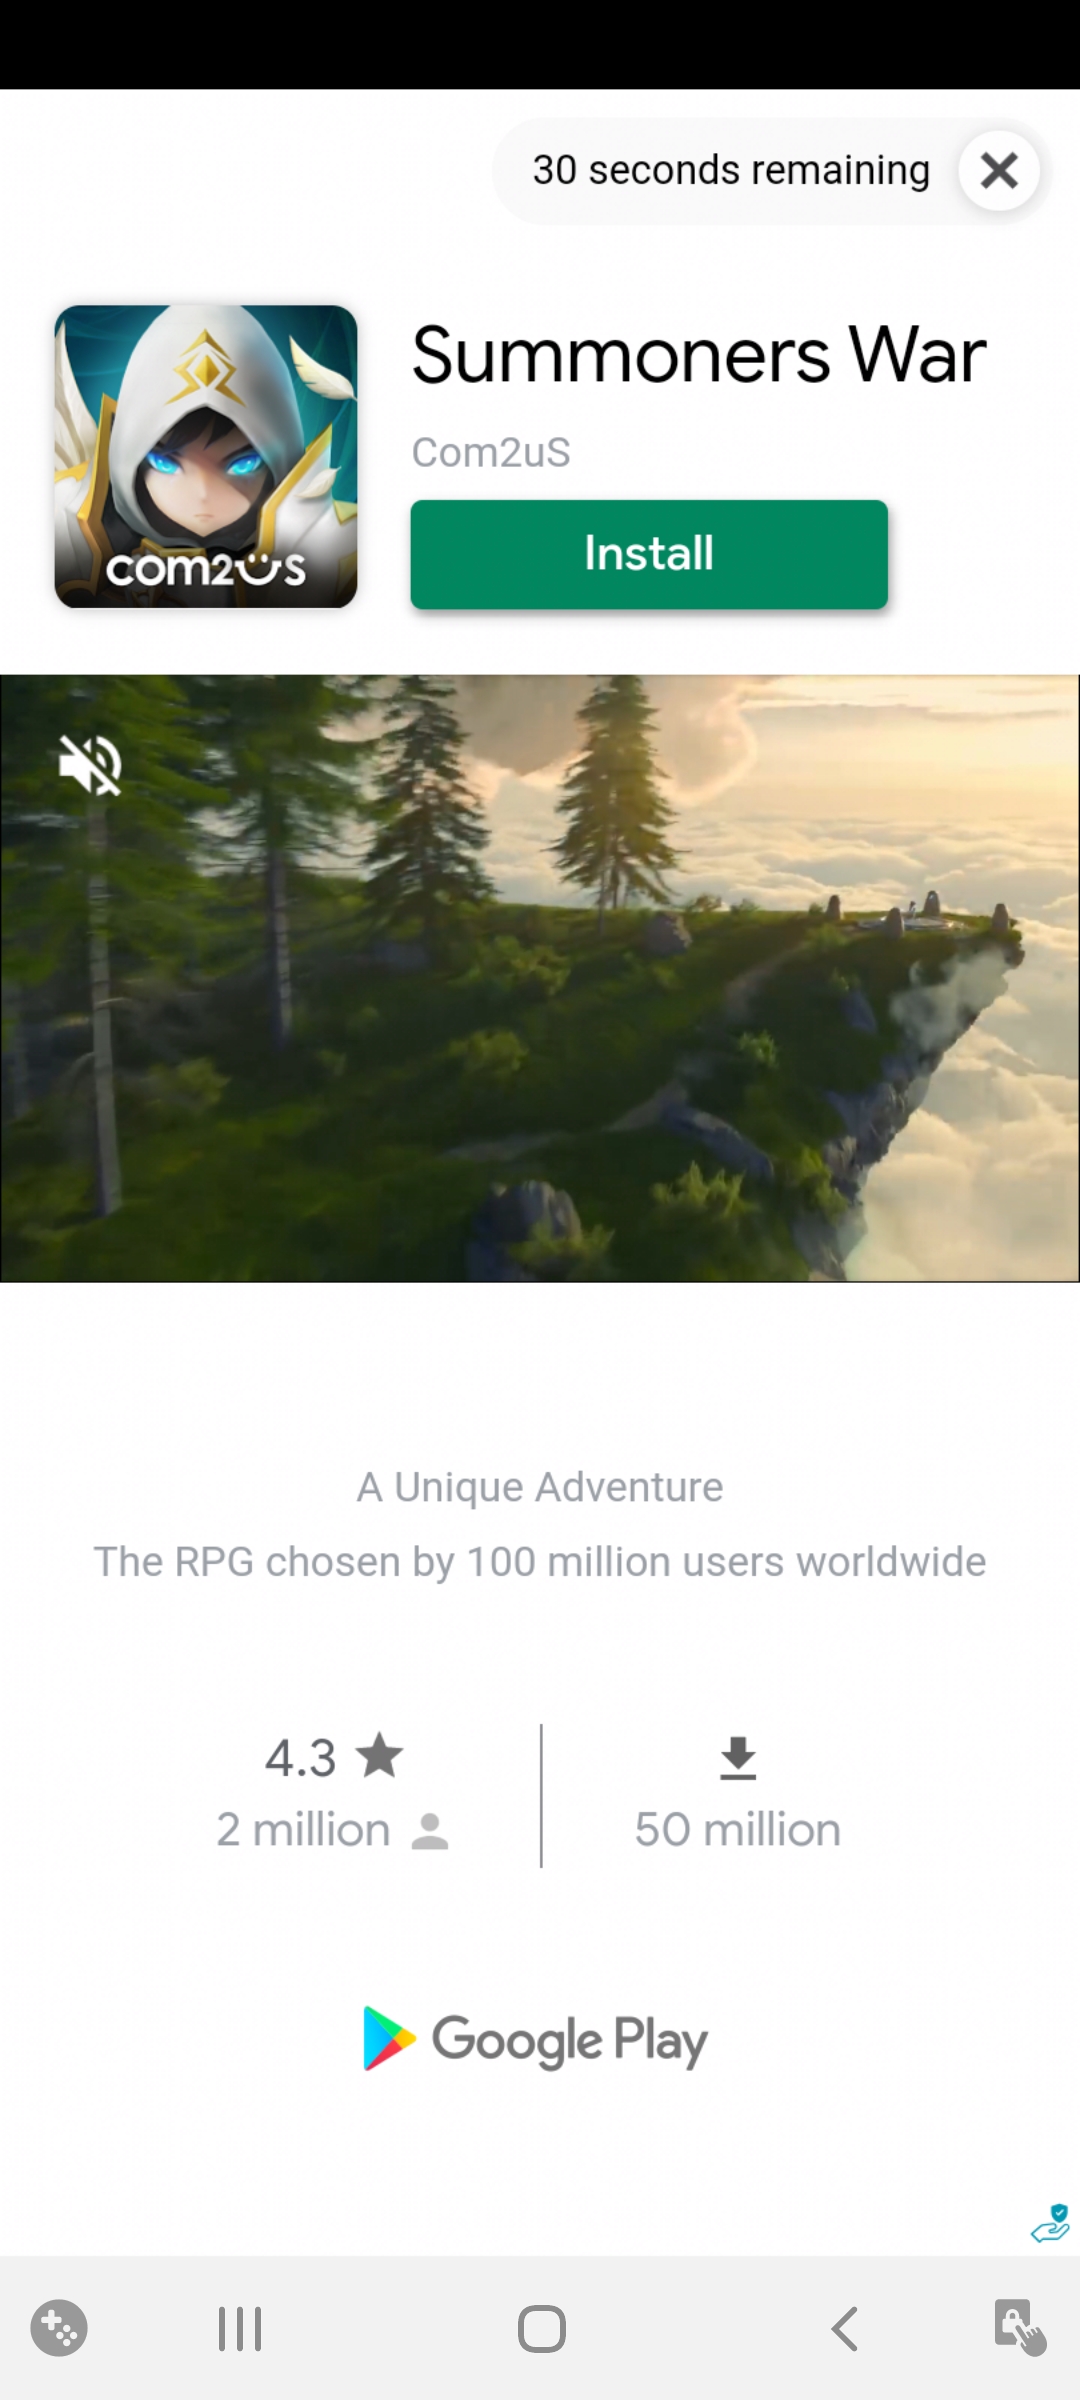 30 seconds remaining
Summoners War
Com2uS
com2us
Install
A Unique Adventure
The RPG chosen by 100 million users worldwide
4.3
2 million
50 million
Google Play